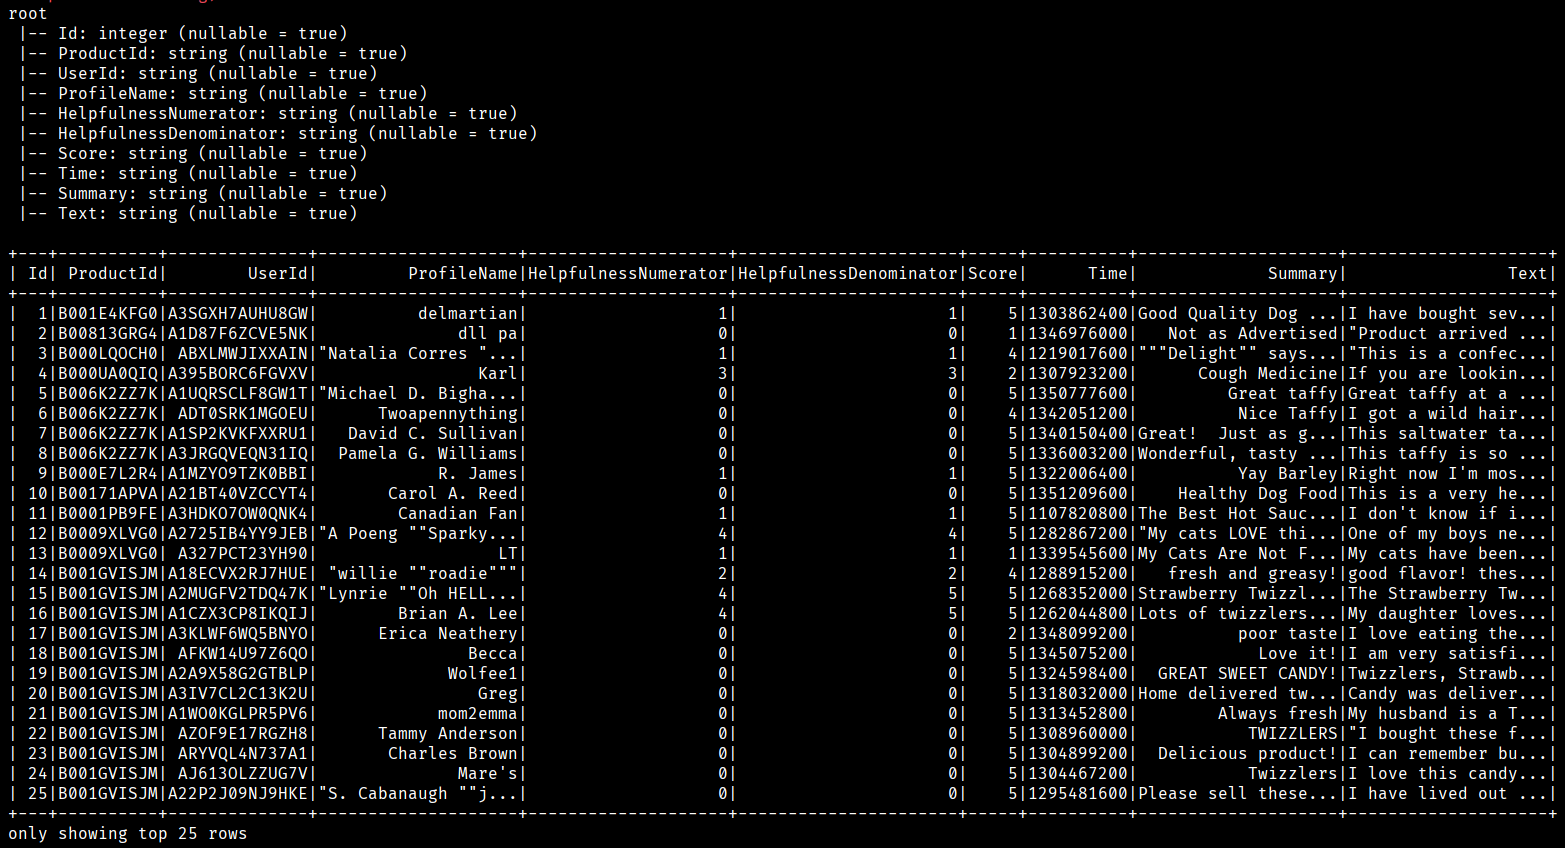 root
 |-- Id: integer (nullable = true)
 |-- ProductId: string (nullable = true)
 |-- UserId: string (nullable = true)
 |-- ProfileName: string (nullable = true)
 |-- HelpfulnessNumerator: string (nullable = true)
 |-- HelpfulnessDenominator: string (nullable = true)
 |-- Score: string (nullable = true)
 |-- Time: string (nullable = true)
 |-- Summary: string (nullable = true)
 |-- Text: string (nullable = true)
+---+----------+--------------+--------------------+--------------------+----------------------+-----+----------+--------------------+--------------------+
| Id| ProductId|        UserId|         ProfileName|HelpfulnessNumerator|HelpfulnessDenominator|Score|      Time|             Summary|                Text|
+---+----------+--------------+--------------------+--------------------+----------------------+-----+----------+--------------------+--------------------+
|  1|B001E4KFG0|A3SGXH7AUHU8GW|          delmartian|                   1|                     1|    5|1303862400|Good Quality Dog ...|I have bought sev...|
|  2|B00813GRG4|A1D87F6ZCVE5NK|              dll pa|                   0|                     0|    1|1346976000|   Not as Advertised|"Product arrived ...|
|  3|B000LQOCH0| ABXLMWJIXXAIN|"Natalia Corres "...|                   1|                     1|    4|1219017600|"""Delight"" says...|"This is a confec...|
|  4|B000UA0QIQ|A395BORC6FGVXV|                Karl|                   3|                     3|    2|1307923200|      Cough Medicine|If you are lookin...|
|  5|B006K2ZZ7K|A1UQRSCLF8GW1T|"Michael D. Bigha...|                   0|                     0|    5|1350777600|         Great taffy|Great taffy at a ...|
|  6|B006K2ZZ7K| ADT0SRK1MGOEU|      Twoapennything|                   0|                     0|    4|1342051200|          Nice Taffy|I got a wild hair...|
|  7|B006K2ZZ7K|A1SP2KVKFXXRU1|   David C. Sullivan|                   0|                     0|    5|1340150400|Great!  Just as g...|This saltwater ta...|
|  8|B006K2ZZ7K|A3JRGQVEQN31IQ|  Pamela G. Williams|                   0|                     0|    5|1336003200|Wonderful, tasty ...|This taffy is so ...|
|  9|B000E7L2R4|A1MZYO9TZK0BBI|            R. James|                   1|                     1|    5|1322006400|          Yay Barley|Right now I'm mos...|
| 10|B00171APVA|A21BT40VZCCYT4|       Carol A. Reed|                   0|                     0|    5|1351209600|    Healthy Dog Food|This is a very he...|
| 11|B0001PB9FE|A3HDKO7OW0QNK4|        Canadian Fan|                   1|                     1|    5|1107820800|The Best Hot Sauc...|I don't know if i...|
| 12|B0009XLVG0|A2725IB4YY9JEB|"A Poeng ""Sparky...|                   4|                     4|    5|1282867200|"My cats LOVE thi...|One of my boys ne...|
| 13|B0009XLVG0| A327PCT23YH90|                  LT|                   1|                     1|    1|1339545600|My Cats Are Not F...|My cats have been...|
| 14|B001GVISJM|A18ECVX2RJ7HUE| "willie ""roadie"""|                   2|                     2|    4|1288915200|   fresh and greasy!|good flavor! thes...|
| 15|B001GVISJM|A2MUGFV2TDQ47K|"Lynrie ""Oh HELL...|                   4|                     5|    5|1268352000|Strawberry Twizzl...|The Strawberry Tw...|
| 16|B001GVISJM|A1CZX3CP8IKQIJ|        Brian A. Lee|                   4|                     5|    5|1262044800|Lots of twizzlers...|My daughter loves...|
| 17|B001GVISJM|A3KLWF6WQ5BNYO|      Erica Neathery|                   0|                     0|    2|1348099200|          poor taste|I love eating the...|
| 18|B001GVISJM| AFKW14U97Z6QO|               Becca|                   0|                     0|    5|1345075200|            Love it!|I am very satisfi...|
| 19|B001GVISJM|A2A9X58G2GTBLP|             Wolfee1|                   0|                     0|    5|1324598400|  GREAT SWEET CANDY!|Twizzlers, Strawb...|
| 20|B001GVISJM|A3IV7CL2C13K2U|                Greg|                   0|                     0|    5|1318032000|Home delivered tw...|Candy was deliver...|
| 21|B001GVISJM|A1WO0KGLPR5PV6|            mom2emma|                   0|                     0|    5|1313452800|        Always fresh|My husband is a T...|
| 22|B001GVISJM| AZOF9E17RGZH8|      Tammy Anderson|                   0|                     0|    5|1308960000|           TWIZZLERS|"I bought these f...|
| 23|B001GVISJM| ARYVQL4N737A1|       Charles Brown|                   0|                     0|    5|1304899200|  Delicious product!|I can remember bu...|
| 24|B001GVISJM| AJ613OLZZUG7V|              Mare's|                   0|                     0|    5|1304467200|           Twizzlers|I love this candy...|
| 25|B001GVISJM|A22P2J09NJ9HKE|"S. Cabanaugh ""j...|                   0|                     0|    5|1295481600|Please sell these...|I have lived out ...|
+---+----------+--------------+--------------------+--------------------+----------------------+-----+----------+--------------------+--------------------+
only showing top 25 rows